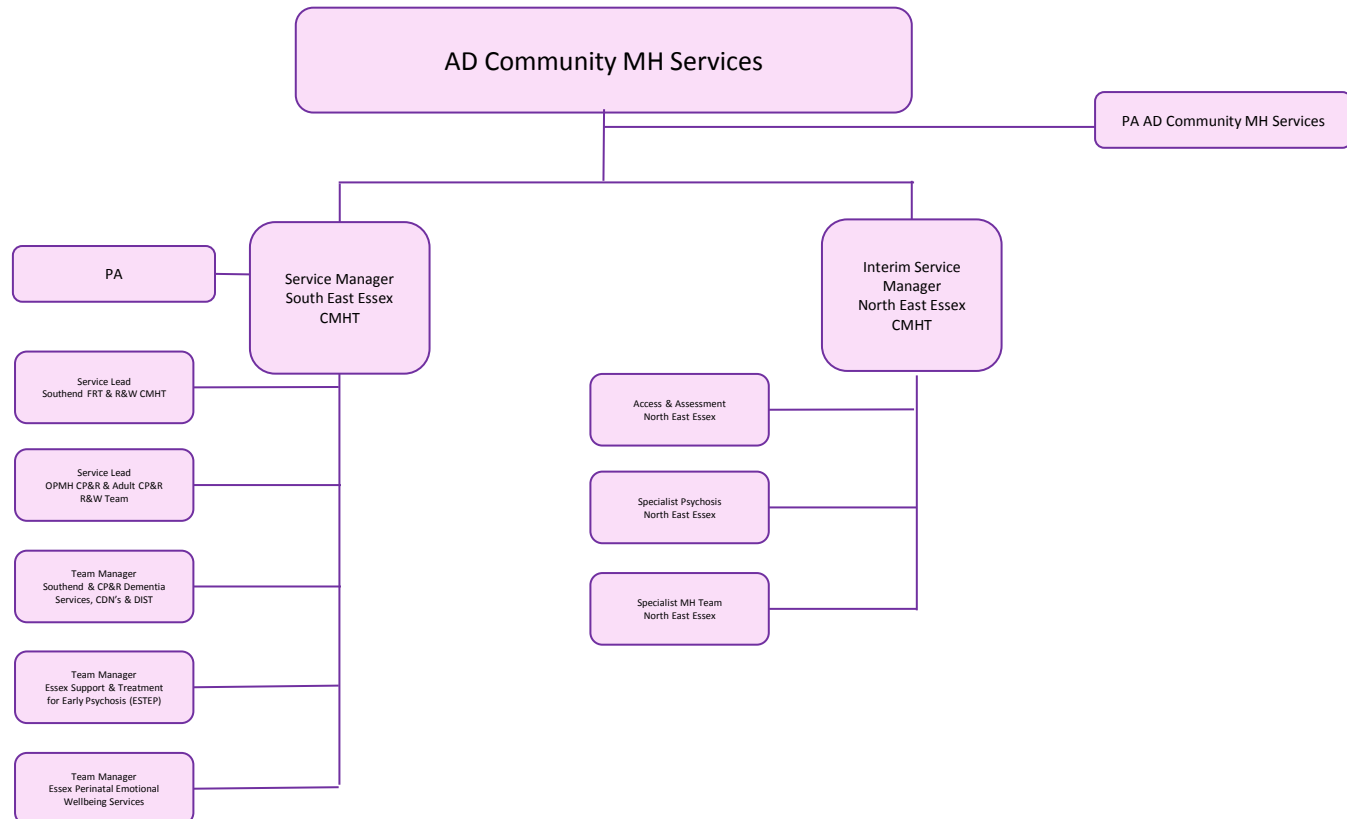 AD Community MH Services
PA AD Community MH Services
PA
Service Manager
South East Essex
CMHT
Interim Service
Manager
North East Essex
CMHT
Service Lead
Southend FRT & R&W CMHT
Service Lead
OPMH CP&R & Adult CP&R
R&W Team
Team Manager
Southend & CP&R Dementia
Services, CDN's & DIST
Team Manager
Essex Support & Treatment
for Early Psychosis (ESTEP)
Team Manager
Essex Perinatal Emotional
Wellbeing Services
Access & Assessment
North East Essex
Specialist Psychosis
North East Essex
Specialist MH Team
North East Essex